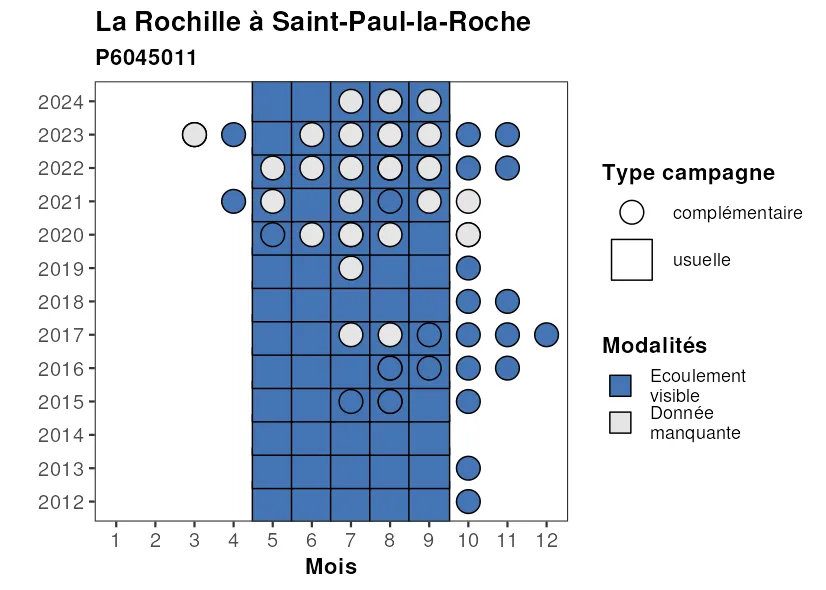 La Rochille à Saint-Paul-la-Roche
P6045011
2024
2023
2022
2021
2020
2019
2018
2017
2016
2015
2014
2013
2012
1 2 3 4 5 6 7 8 9 10 11 12
Mois
Type campagne
complémentaire
usuelle
Modalités
Ecoulement
visible
Donnée
manquante